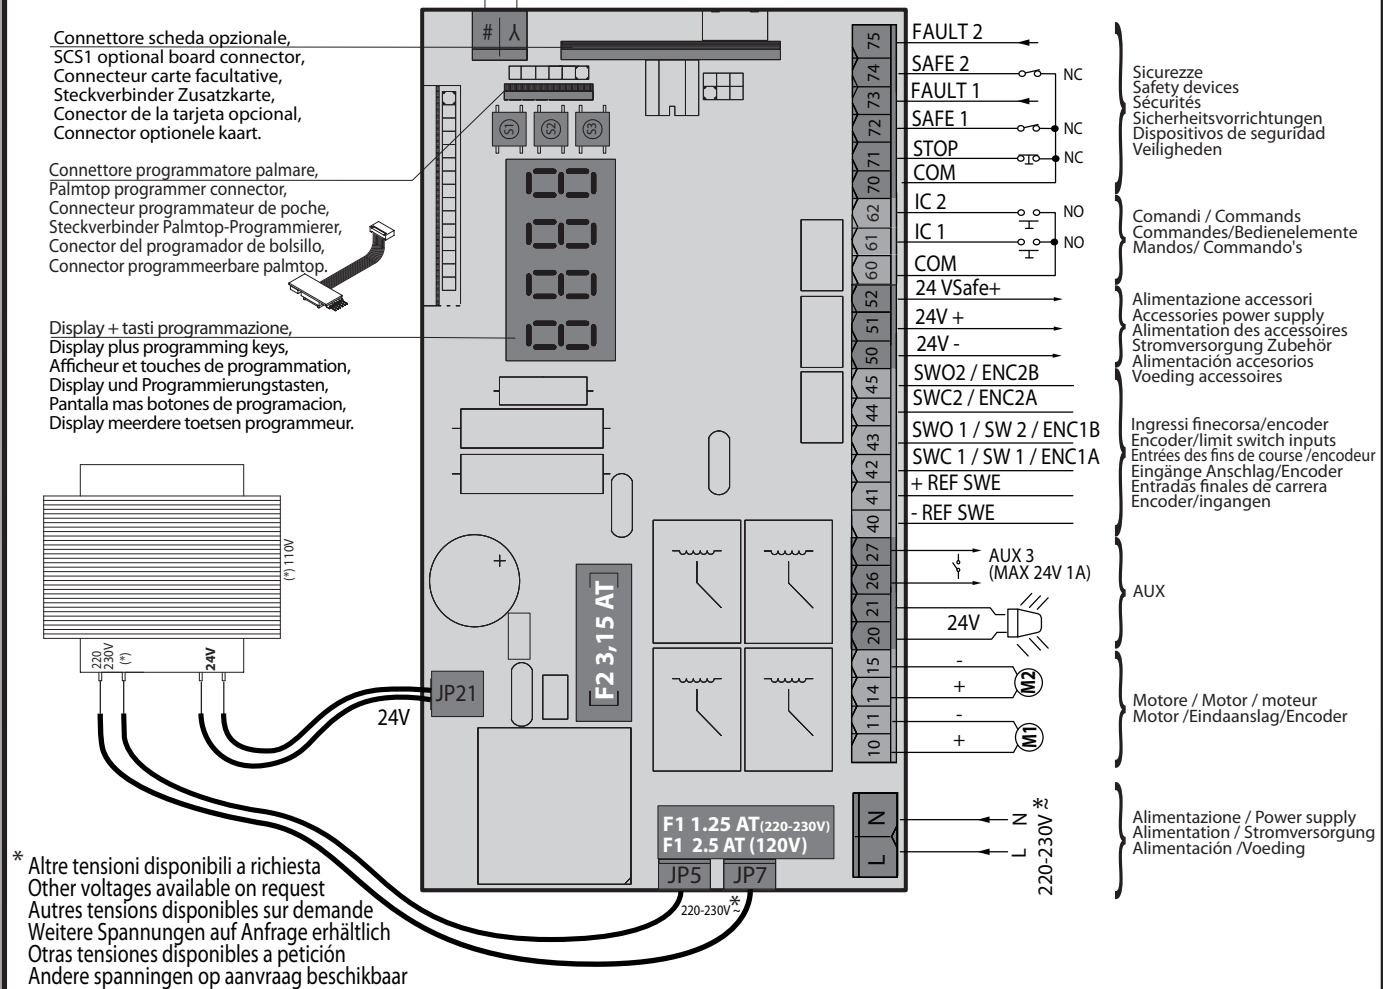 Connettore scheda opzionale,
SCS1 optional board connector,
Connecteur carte facultative,
Steckverbinder Zusatzkarte,
Conector de la tarjeta opcional,
Connector optionele kaart.
Connettore programmatore palmare,
Palmtop programmer connector,
Connecteur programmateur de poche,
Steckverbinder Palmtop-Programmierer,
Conector del programador de bolsillo,
Connector programmeerbare palmtop.
Display + tasti programmazione,
Display plus programming keys,
Afficheur et touches de programmation,
Display und Programmierungstasten,
Pantalla mas botones de programacion,
Display meerdere toetsen programmeur.
(*) 110V
220
230V
(*)
24V
24V
JP21
# Y
S1 S2 S3
F2 3,15 AT
F1 1.25 AT(220-230V)
F1 2.5 AT (120V)
JP5 JP7
220-230V~*
75 FAULT 2
74 SAFE 2 NC
73 FAULT 1
72 SAFE 1 NC
71 STOP NC
70 COM
62 IC 2 NO
61 IC 1 NO
60 COM
52 24 VSafe+
51 24V +
50 24V -
45 SWO2 / ENC2B
44 SWC2 / ENC2A
43 SWO 1 / SW 2 / ENC1B
42 SWC 1 / SW 1 / ENC1A
41 + REF SWE
40 - REF SWE
27 AUX 3
26 (MAX 24V 1A)
21
20 24V
15 -
14 + M2
11 -
10 + M1
N N
L L
220-230V ~*
Sicurezze
Safety devices
Sécurités
Sicherheitsvorrichtungen
Dispositivos de seguridad
Veiligheden
Comandi / Commands
Commandes/Bedienelemente
Mandos/ Commando's
Alimentazione accessori
Accessories power supply
Alimentation des accessoires
Stromversorgung Zubehör
Alimentación accesorios
Voeding accessoires
Ingressi finecorsa/encoder
Encoder/limit switch inputs
Entrées des fins de course /encodeur
Eingänge Anschlag/Encoder
Entradas finales de carrera
Encoder/ingangen
AUX
Motore / Motor / moteur
Motor /Eindaanslag/Encoder
Alimentazione / Power supply
Alimentation / Stromversorgung
Alimentación /Voeding
* Altre tensioni disponibili a richiesta
Other voltages available on request
Autres tensions disponibles sur demande
Weitere Spannungen auf Anfrage erhältlich
Otras tensiones disponibles a petición
Andere spanningen op aanvraag beschikbaar